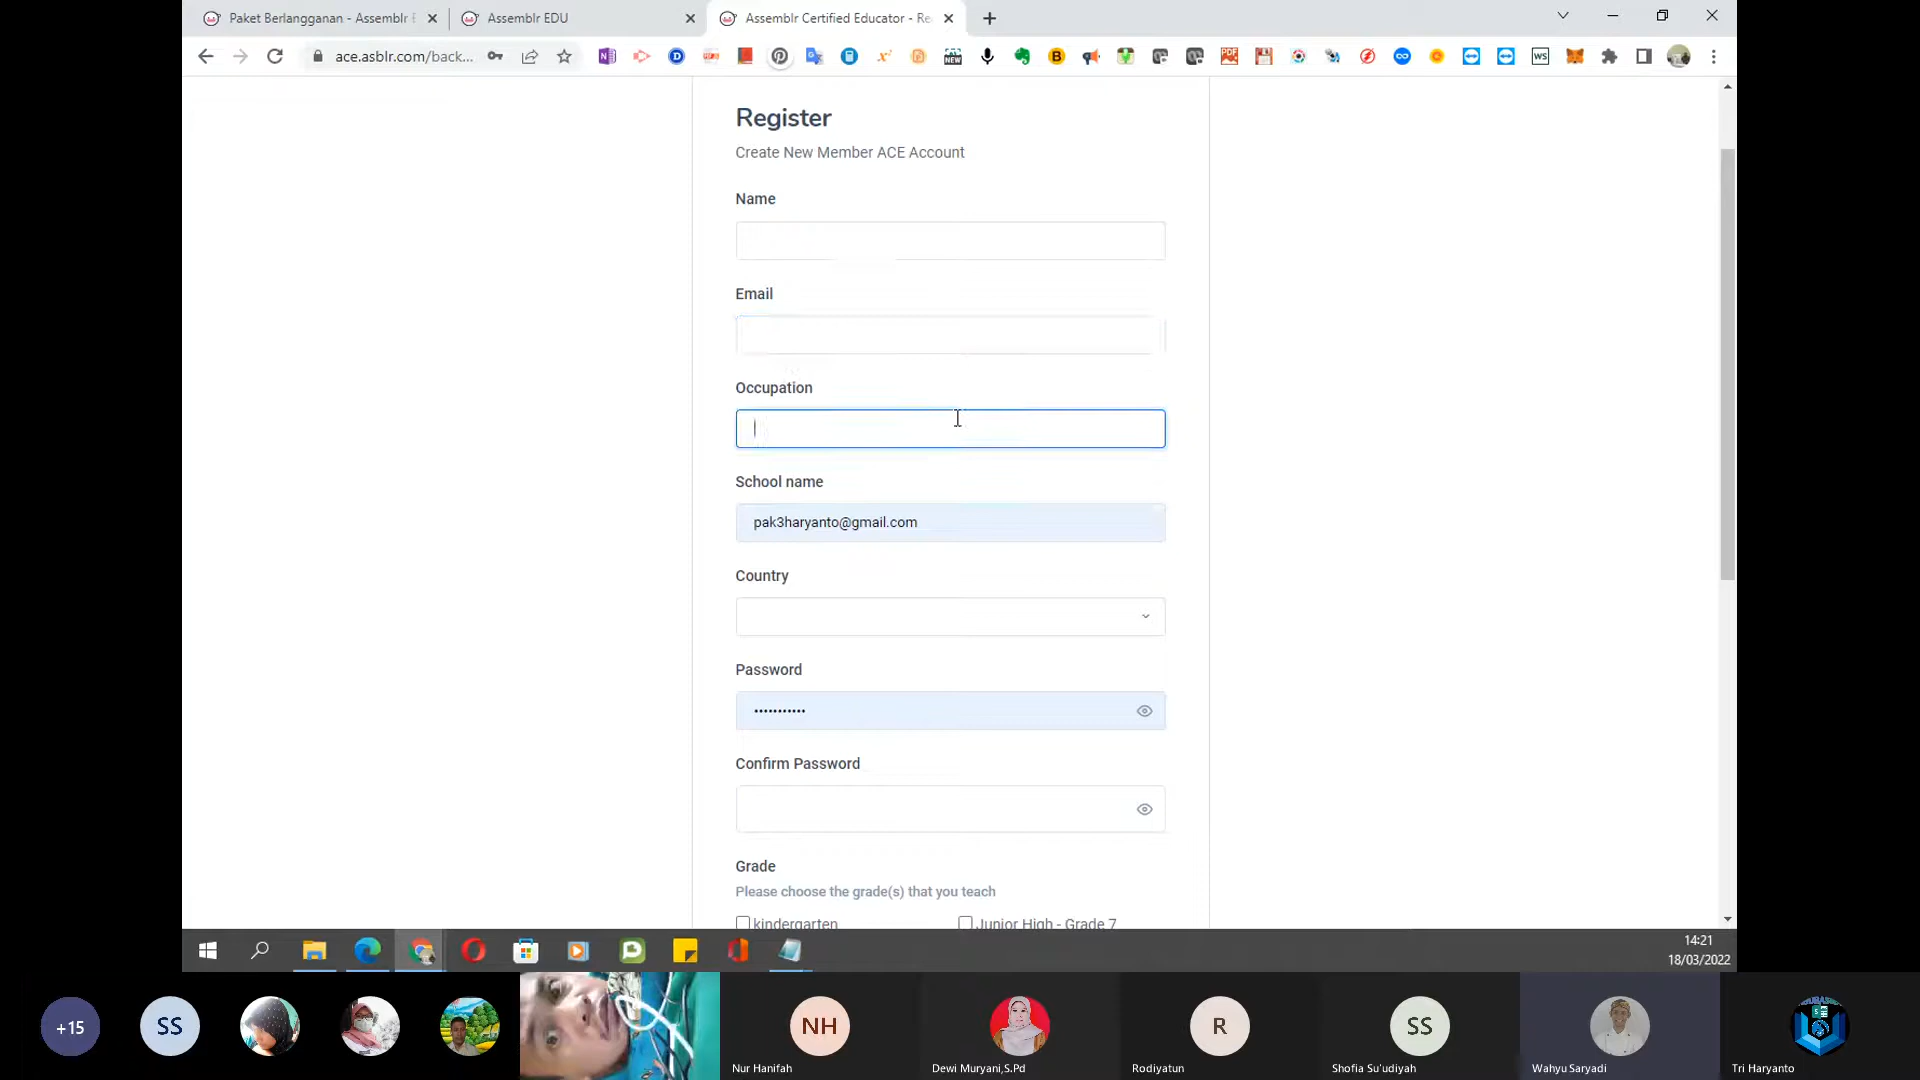 Paket Berlangganan - Assemblr
Assemblr EDU
Assemblr Certified Educator - Re
ace.asblr.com/back...
Register
Create New Member ACE Account
Name
Email
Occupation
School name
pak3haryanto@gmail.com
Country
Password
•••••••••••
Confirm Password
Grade
Please choose the grade(s) that you teach
kindergarten
Junior High - Grade 7
14:21
18/03/2022
+15
SS
NH
R
SS
Nur Hanifah
Dewi Muryani,S.Pd
Rodiyatun
Shofia Su'udiyah
Wahyu Saryadi
Tri Haryanto